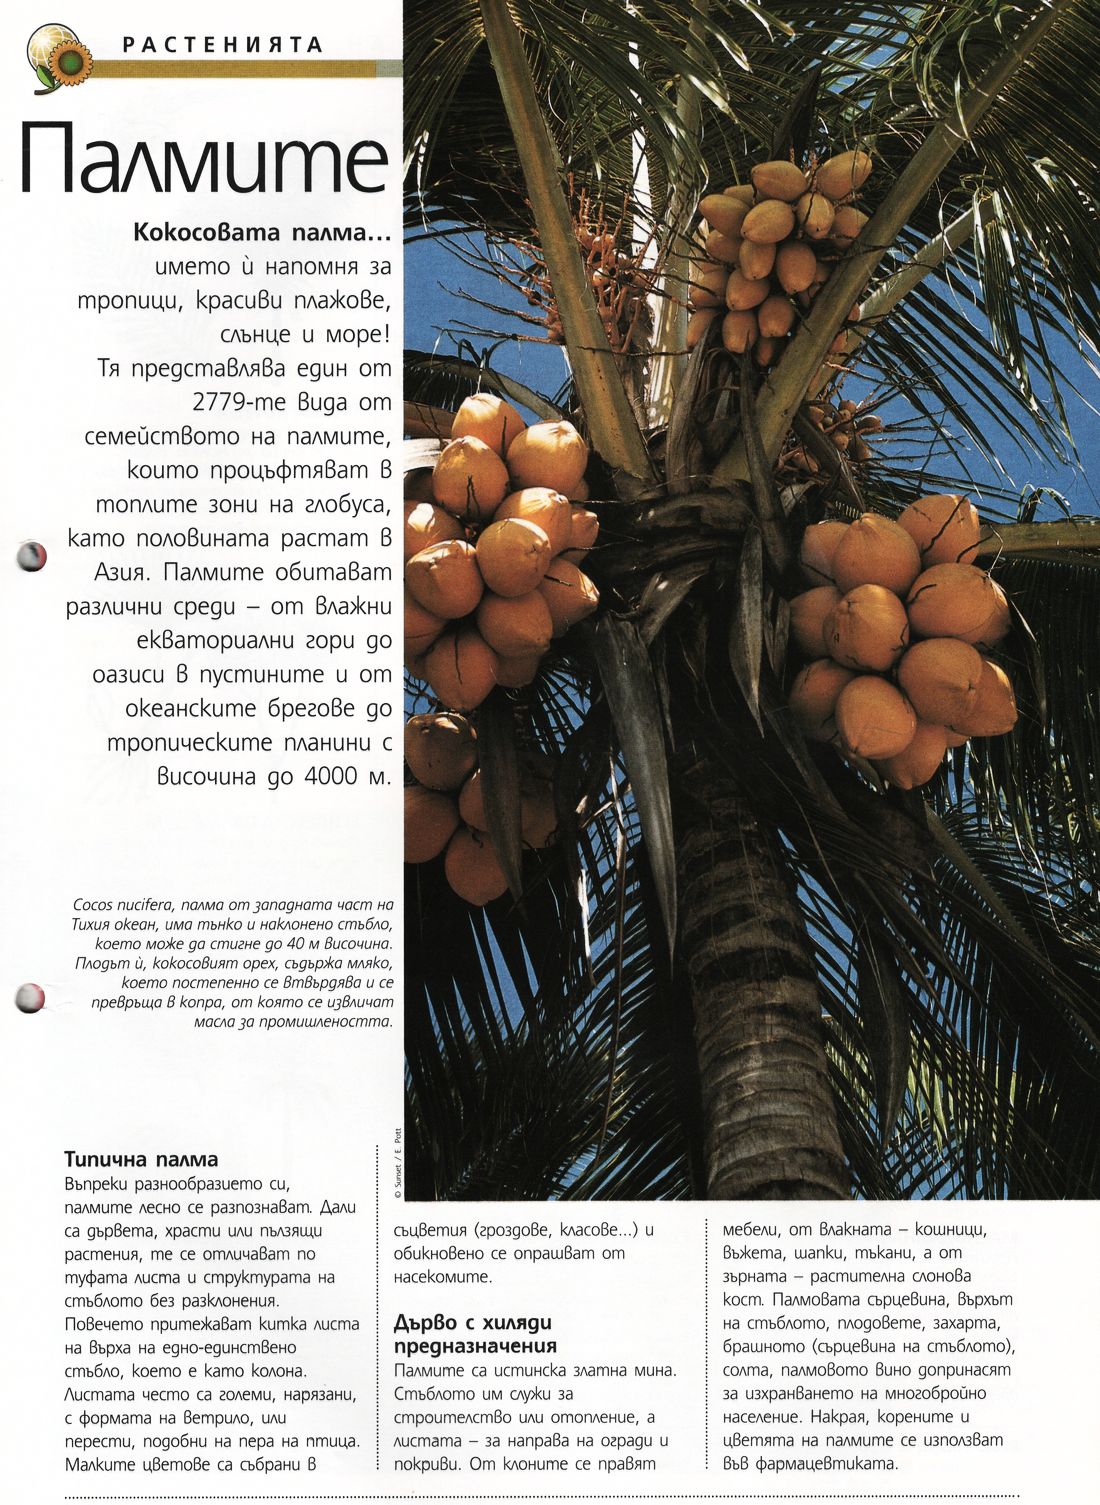 РАСТЕНИЯТА
Палмите
Кокосовата палма...
името ѝ напомня за
тропици, красиви плажове,
слънце и море!
Тя представлява един от
2779-те вида от
семейството на палмите,
които процъфтяват в
топлите зони на глобуса,
като половината растат в
Азия. Палмите обитават
различни среди – от влажни
екваториални гори до
оазиси в пустините и от
океанските брегове до
тропическите планини с
височина до 4000 м.
Cocos nucifera, палма от западната част на
Тихия океан, има тънко и наклонено стъбло,
което може да стигне до 40 м височина.
Плодът ѝ, кокосовият орех, съдържа мляко,
което постепенно се втвърдява и се
превръща в копра, от която се извличат
масла за промишлеността.
© Sunset / E. Pott
Типична палма
Въпреки разнообразието си,
палмите лесно се разпознават. Дали
са дървета, храсти или пълзящи
растения, те се отличават по
туфата листа и структурата на
стъблото без разклонения.
Повечето притежават китка листа
на върха на едно-единствено
стъбло, което е като колона.
Листата често са големи, нарязани,
с формата на ветрило, или
перести, подобни на пера на птица.
Малките цветове са събрани в
съцветия (гроздове, класове...) и
обикновено се опрашват от
насекомите.
Дърво с хиляди
предназначения
Палмите са истинска златна мина.
Стъблото им служи за
строителство или отопление, а
листата – за направа на огради и
покриви. От клоните се правят
мебели, от влакната – кошници,
въжета, шапки, тъкани, а от
зърната – растителна слонова
кост. Палмовата сърцевина, върхът
на стъблото, плодовете, захарта,
брашното (сърцевина на стъблото),
солта, палмовото вино допринасят
за изхранването на многобройно
население. Накрая, корените и
цветята на палмите се използват
във фармацевтиката.